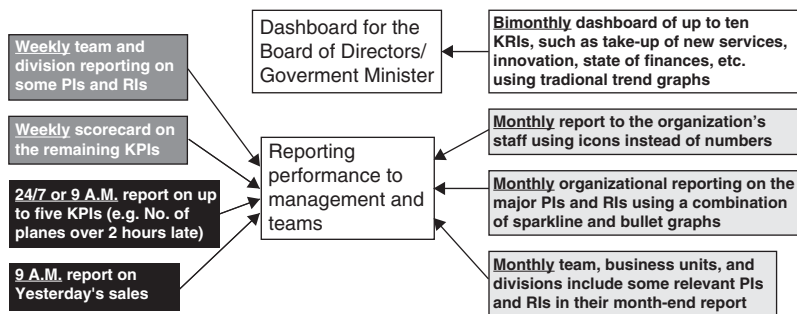 Weekly team and
division reporting on
some PIs and RIs
Weekly scorecard on
the remaining KPIs
24/7 or 9 A.M. report on up
to five KPIs (e.g. No. of
planes over 2 hours late)
9 A.M. report on
Yesterday's sales
Dashboard for the
Board of Directors/
Goverment Minister
Reporting
performance to
management and
teams
Bimonthly dashboard of up to ten
KRIs, such as take-up of new services,
innovation, state of finances, etc.
using tradional trend graphs
Monthly report to the organization’s
staff using icons instead of numbers
Monthly organizational reporting on the
major PIs and RIs using a combination
of sparkline and bullet graphs
Monthly team, business units, and
divisions include some relevant PIs
and RIs in their month-end report